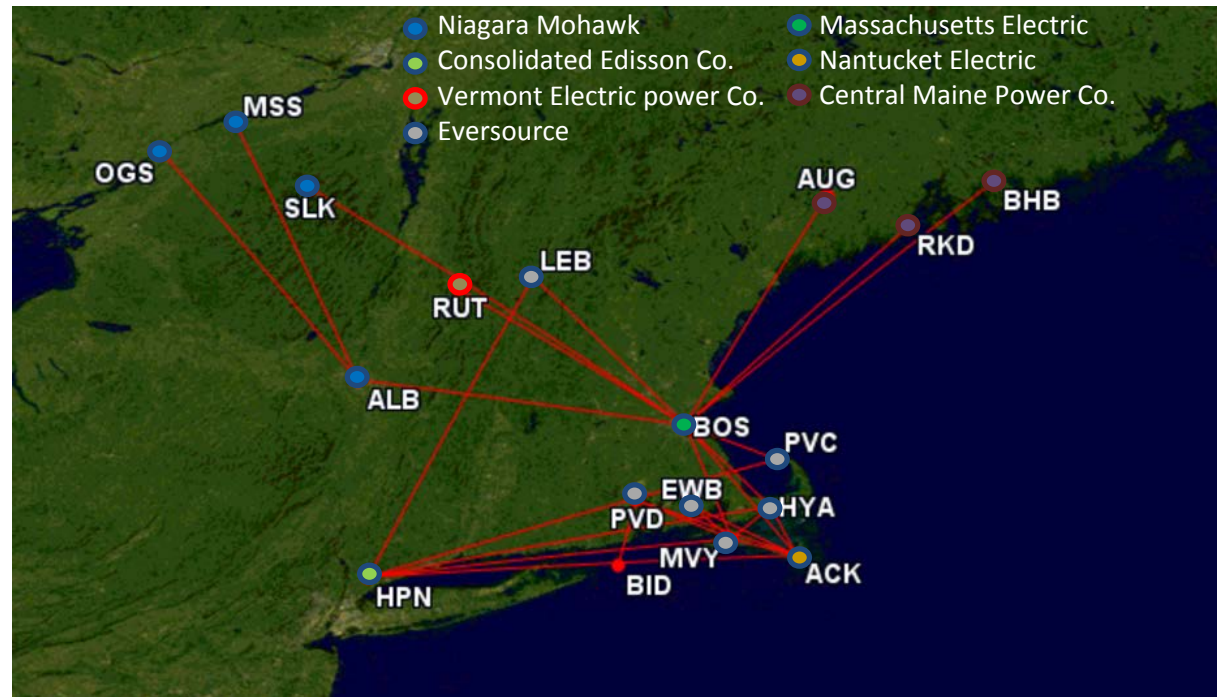 Niagara Mohawk
Massachusetts Electric
Consolidated Edisson Co.
Nantucket Electric
Vermont Electric power Co.
Central Maine Power Co.
Eversource
MSS
OGS
SLK
AUG
BHB
RKD
LEB
RUT
ALB
BOS
PVC
EWB
HYA
PVD
MVY
ACK
BID
HPN